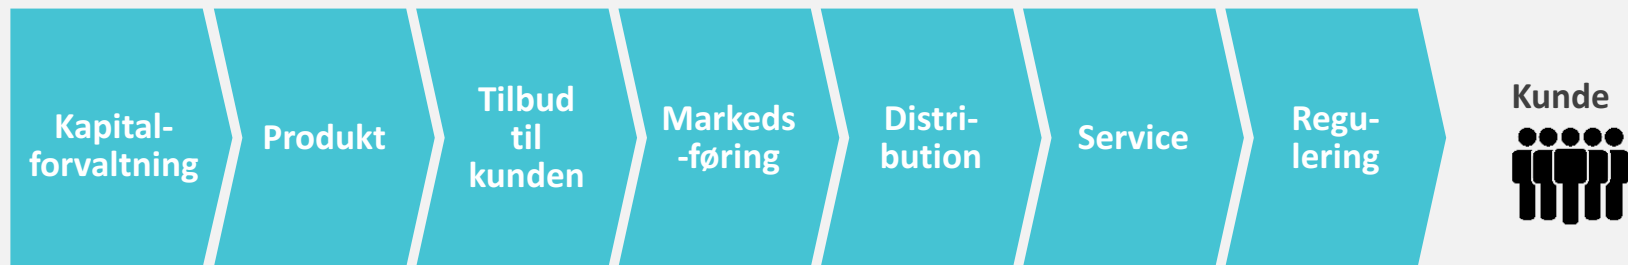 Kapital-
forvaltning
Produkt
Tilbud
til
kunden
Markeds
-føring
Distri-
bution
Service
Regu-
lering
Kunde